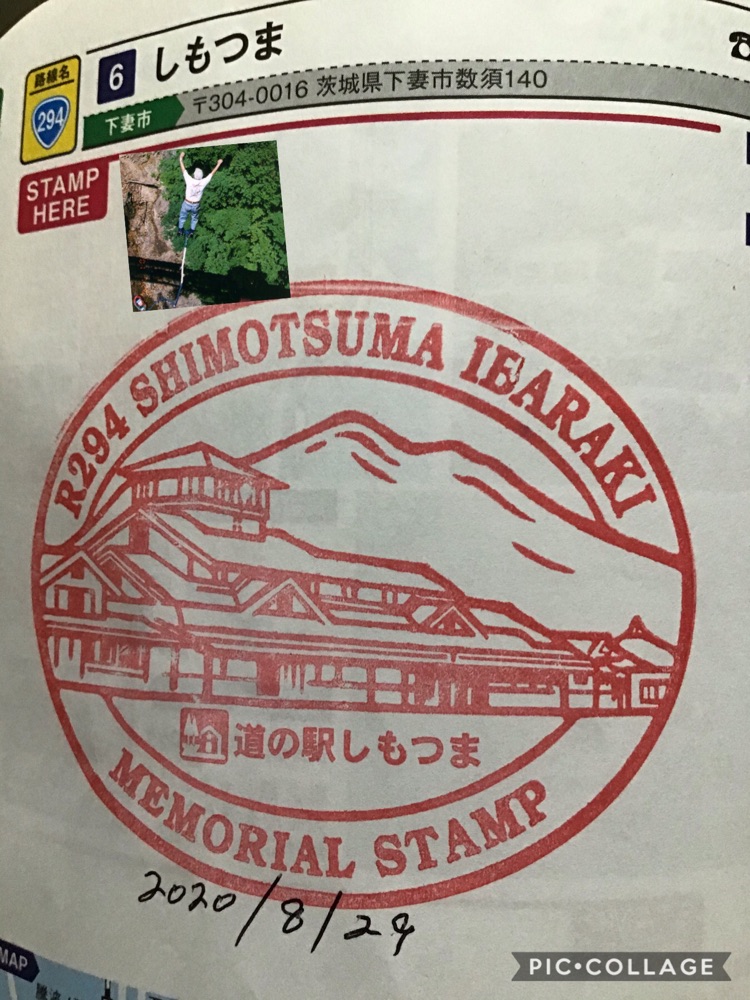 路線名
294
6 しもつま
下妻市
〒304-0016 茨城県下妻市数須140
STAMP
HERE
R294 SHIMOTSUMA IBARAKI
道の駅しもつま
MEMORIAL STAMP
2020/8/29
MAP
PIC•COLLAGE